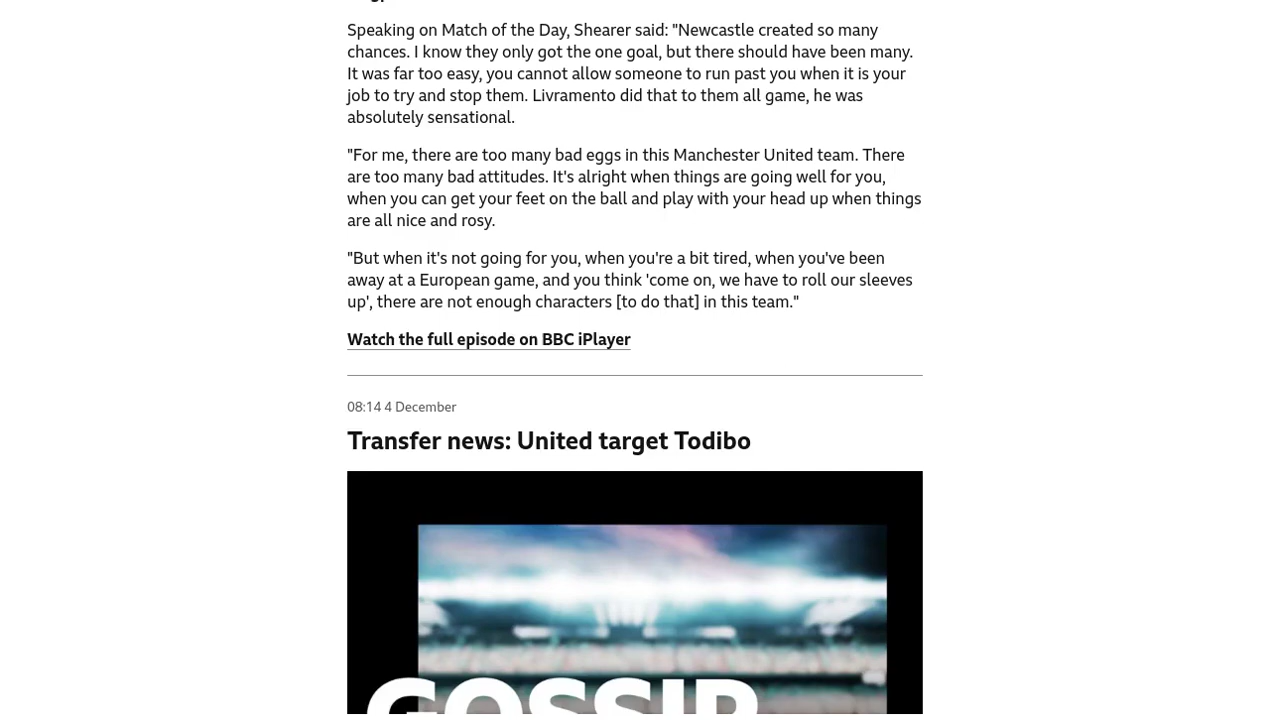 Speaking on Match of the Day, Shearer said: "Newcastle created so many
chances. I know they only got the one goal, but there should have been many.
It was far too easy, you cannot allow someone to run past you when it is your
job to try and stop them. Livramento did that to them all game, he was
absolutely sensational.
"For me, there are too many bad eggs in this Manchester United team. There
are too many bad attitudes. It's alright when things are going well for you,
when you can get your feet on the ball and play with your head up when things
are all nice and rosy.
"But when it's not going for you, when you're a bit tired, when you've been
away at a European game, and you think 'come on, we have to roll our sleeves
up', there are not enough characters [to do that] in this team."
Watch the full episode on BBC iPlayer
08:14 4 December
Transfer news: United target Todibo
GOSSIP